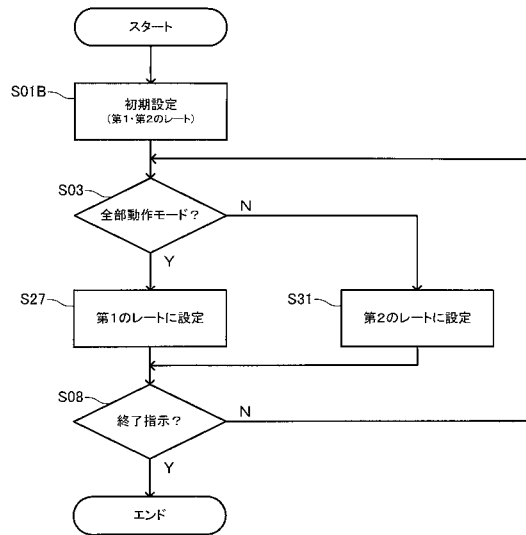 スタート
S01B
初期設定
(第1・第2のレート)
S03
全部動作モード?
N
Y
S27
第1のレートに設定
S31
第2のレートに設定
S08
終了指示?
N
Y
エンド